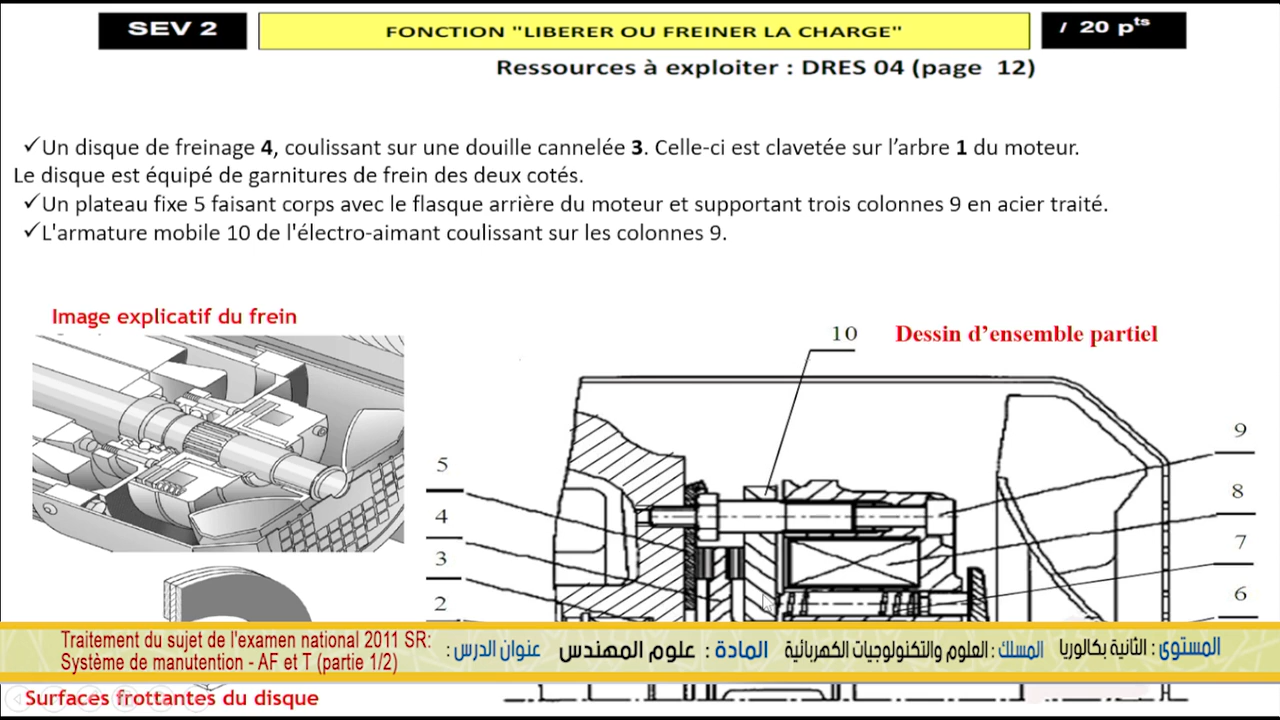 SEV 2
FONCTION "LIBERER OU FREINER LA CHARGE"
/ 20 pts
Ressources à exploiter : DRES 04 (page 12)
✓Un disque de freinage 4, coulissant sur une douille cannelée 3. Celle-ci est clavetée sur l’arbre 1 du moteur.
Le disque est équipé de garnitures de frein des deux cotés.
✓Un plateau fixe 5 faisant corps avec le flasque arrière du moteur et supportant trois colonnes 9 en acier traité.
✓L'armature mobile 10 de l'électro-aimant coulissant sur les colonnes 9.
Image explicatif du frein
10
Dessin d’ensemble partiel
9
5
8
4
7
3
6
2
Traitement du sujet de l'examen national 2011 SR:
Système de manutention - AF et T (partie 1/2)
المستوى : الثانية بكالوريا المسلك : العلوم والتكنولوجيات الكهربائية المادة : علوم المهندس عنوان الدرس :
Surfaces frottantes du disque